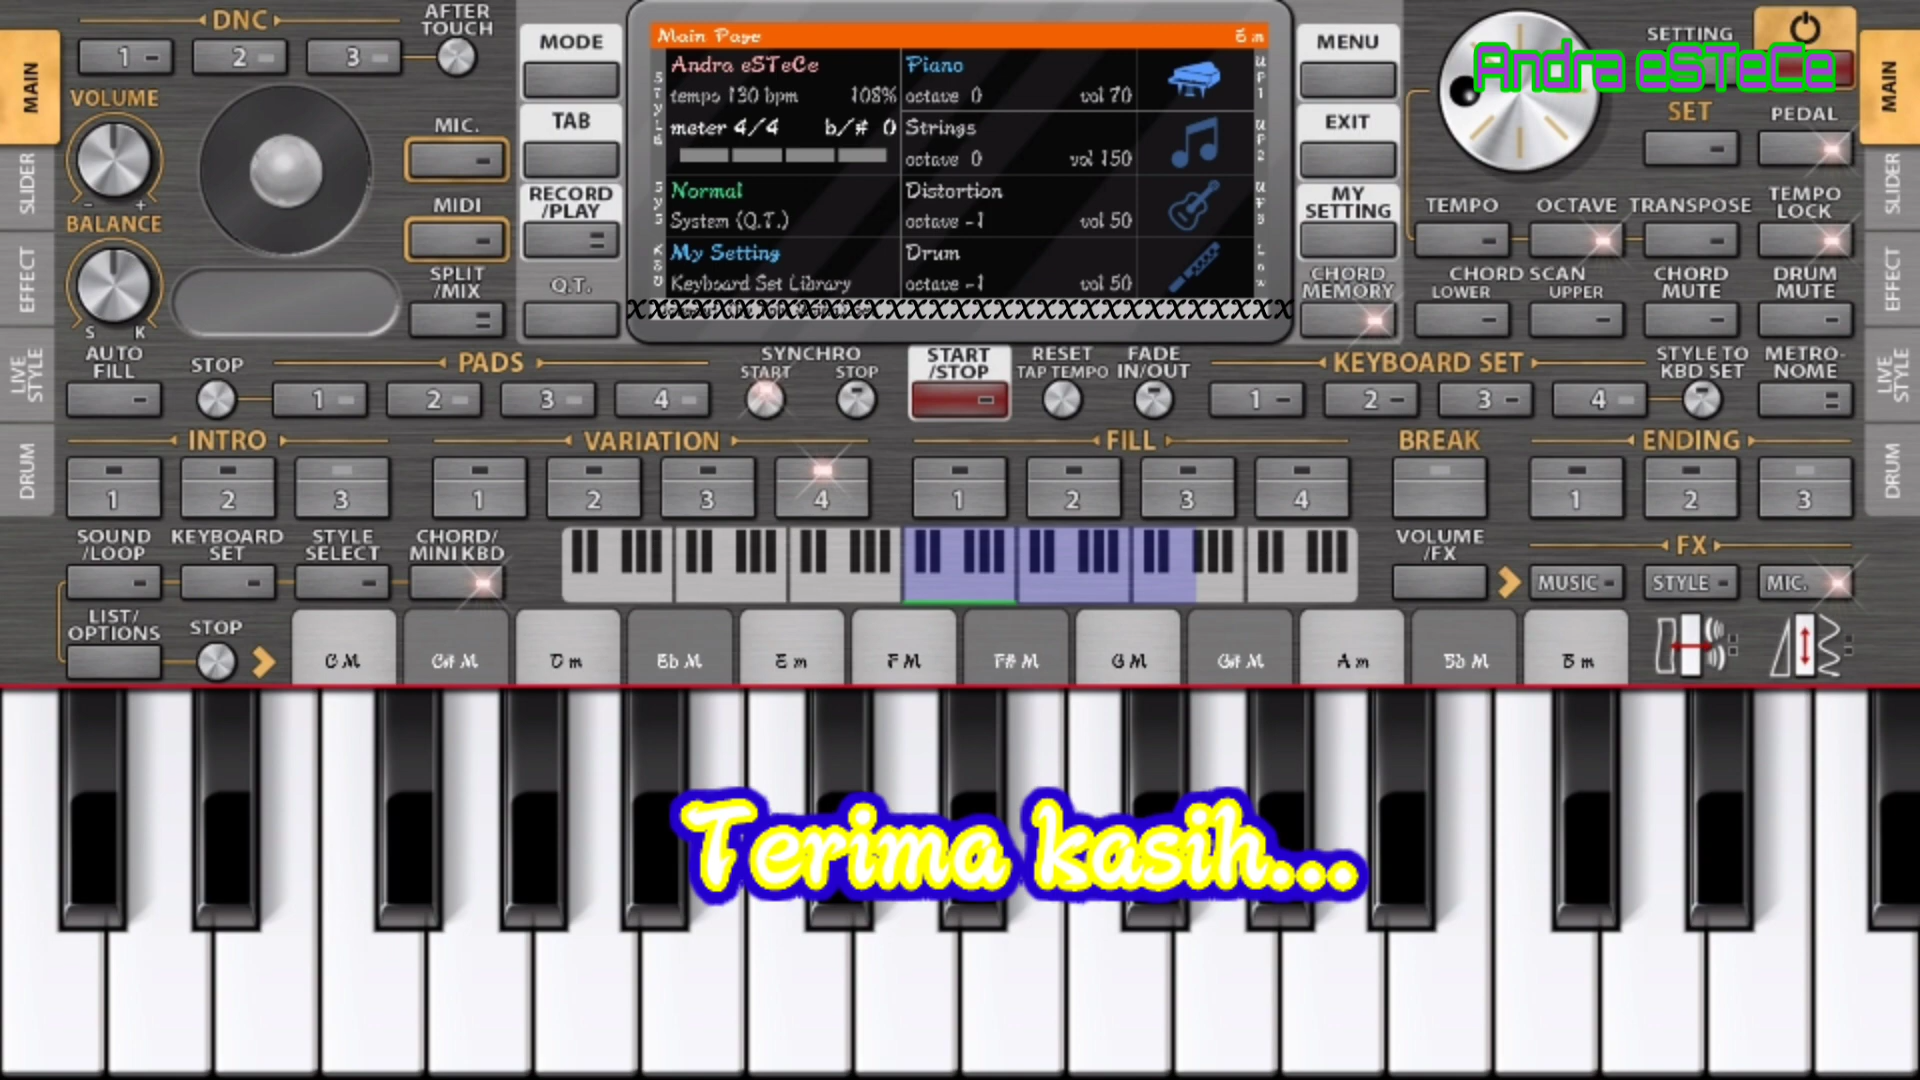 DNC
AFTER
TOUCH
1 2 3
MAIN
SLIDER
EFFECT
LIVE
STYLE
DRUM
VOLUME
- +
BALANCE
S K
MIC.
MIDI
SPLIT
/MIX
MODE
TAB
RECORD
/PLAY
Q.T.
Main Page
Andra eSTeCe
tempo 130 bpm 108%
meter 4/4 b/# 0
Normal
System (Q.T.)
My Setting
Keyboard Set Library
Piano
octave 0 vol 70
Strings
octave 0 vol 150
Distortion
octave -1 vol 50
Drum
octave -1 vol 50
MENU
EXIT
MY
SETTING
CHORD
MEMORY
SETTING
Andra eSTeCe
SET
PEDAL
TEMPO OCTAVE TRANSPOSE
TEMPO
LOCK
CHORD SCAN
LOWER UPPER
CHORD
MUTE
DRUM
MUTE
MAIN
SLIDER
EFFECT
LIVE
STYLE
DRUM
AUTO
FILL
STOP
PADS
1 2 3 4
SYNCHRO
START STOP
START
/STOP
RESET
TAP TEMPO
FADE
IN/OUT
KEYBOARD SET
1 2 3 4
STYLE TO
KBD SET
METRO-
NOME
INTRO
1 2 3
VARIATION
1 2 3 4
FILL
1 2 3 4
BREAK
ENDING
1 2 3
SOUND
/LOOP
KEYBOARD
SET
STYLE
SELECT
CHORD/
MINI KBD
VOLUME
/FX
FX
MUSIC STYLE MIC.
LIST/
OPTIONS
STOP
C M C# M D m Eb M E m F M F# M G M G# M A m Bb M B m
Terima kasih...